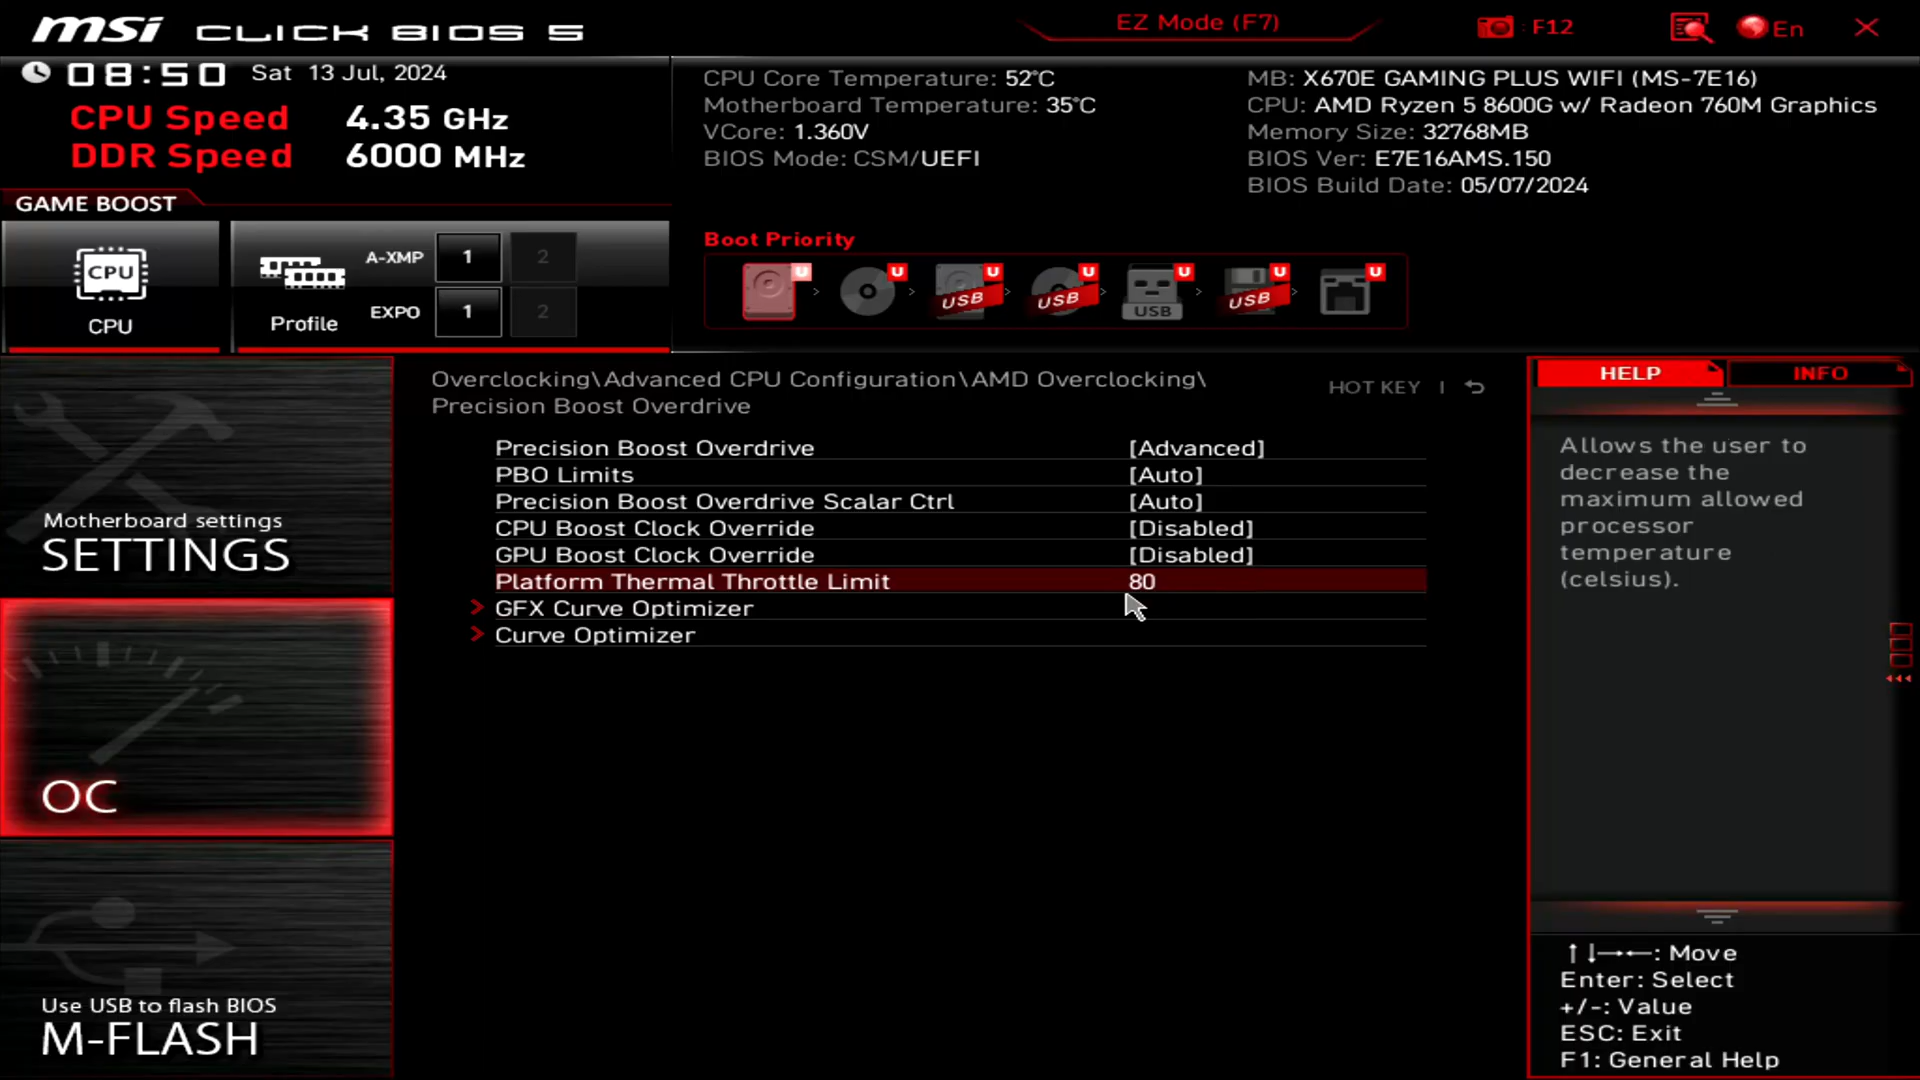 msi CLICK BIOS 5
EZ Mode (F7)
: F12
En
08:50 Sat 13 Jul, 2024
CPU Speed 4.35 GHz
DDR Speed 6000 MHz
CPU Core Temperature: 52°C
Motherboard Temperature: 35°C
VCore: 1.360V
BIOS Mode: CSM/UEFI
MB: X670E GAMING PLUS WIFI (MS-7E16)
CPU: AMD Ryzen 5 8600G w/ Radeon 760M Graphics
Memory Size: 32768MB
BIOS Ver: E7E16AMS.150
BIOS Build Date: 05/07/2024
GAME BOOST
CPU
CPU
Profile
A-XMP 1 2
EXPO 1 2
Boot Priority
U U U U U U U
USB USB USB USB
Motherboard settings
SETTINGS
OC
Use USB to flash BIOS
M-FLASH
Overclocking\Advanced CPU Configuration\AMD Overclocking\
Precision Boost Overdrive
HOT KEY |
Precision Boost Overdrive [Advanced]
PBO Limits [Auto]
Precision Boost Overdrive Scalar Ctrl [Auto]
CPU Boost Clock Override [Disabled]
GPU Boost Clock Override [Disabled]
Platform Thermal Throttle Limit 80
> GFX Curve Optimizer
> Curve Optimizer
HELP
INFO
Allows the user to
decrease the
maximum allowed
processor
temperature
(celsius).
↑↓→←: Move
Enter: Select
+/-: Value
ESC: Exit
F1: General Help